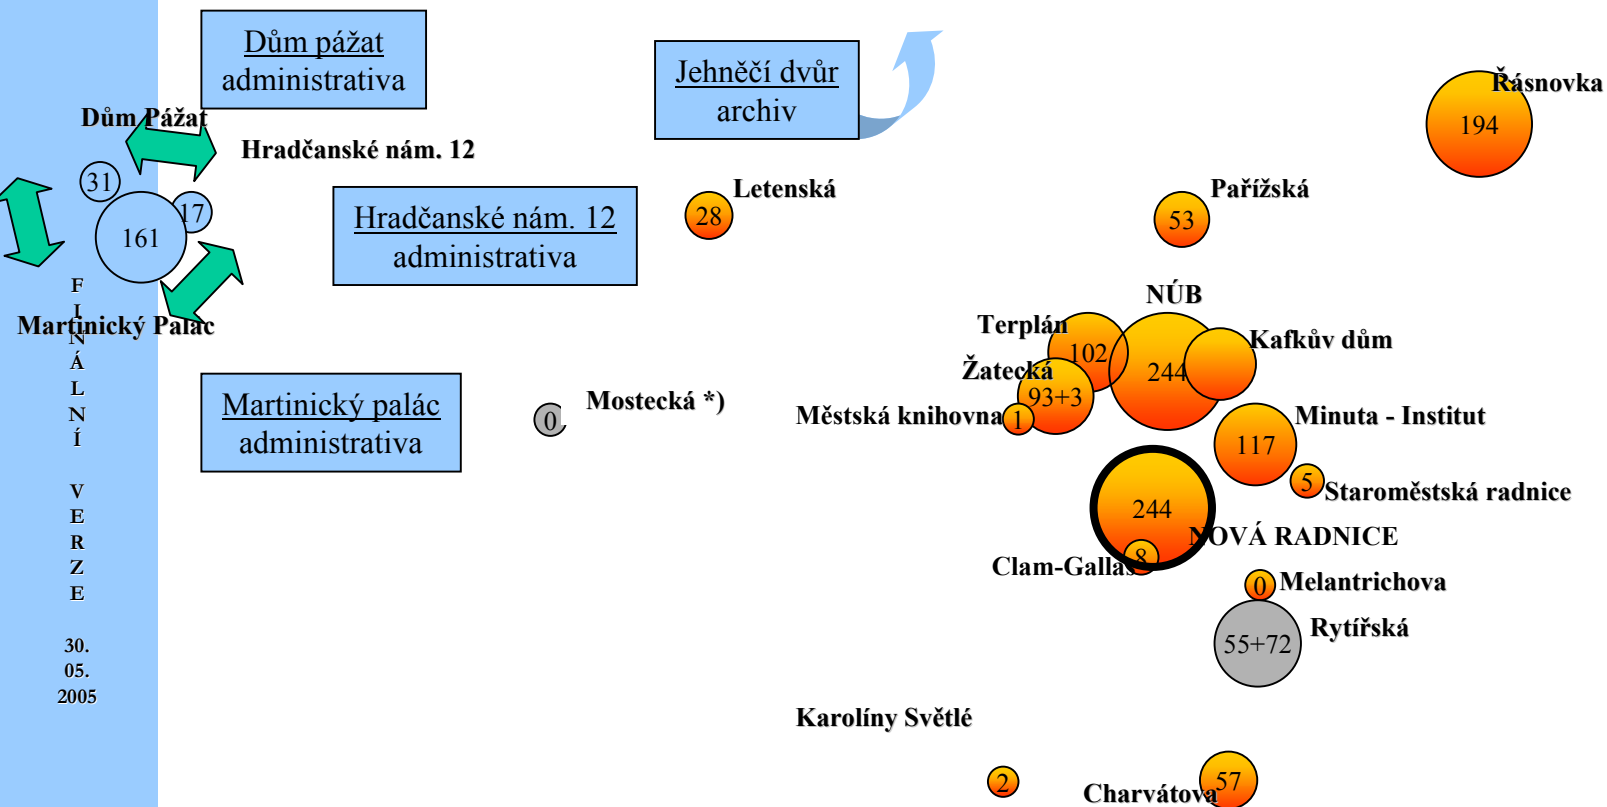 Dům pážat
administrativa
Jehněčí dvůr
archiv
Řásnovka
194
Dům Pážat
Hradčanské nám. 12
31
17
161
Hradčanské nám. 12
administrativa
Letenská
28
Pařížská
53
Martinický Palác
FINÁLNÍ
VERZE
30.
05.
2005
NÚB
244
Terplán
102
Kafkův dům
Žatecká
93+3
Městská knihovna
1
Martinický palác
administrativa
Mostecká *)
0
Minuta - Institut
117
5
Staroměstská radnice
244
NOVÁ RADNICE
8
Clam-Gallas
0
Melantrichova
55+72
Rytířská
Karolíny Světlé
2
Charvátova
57